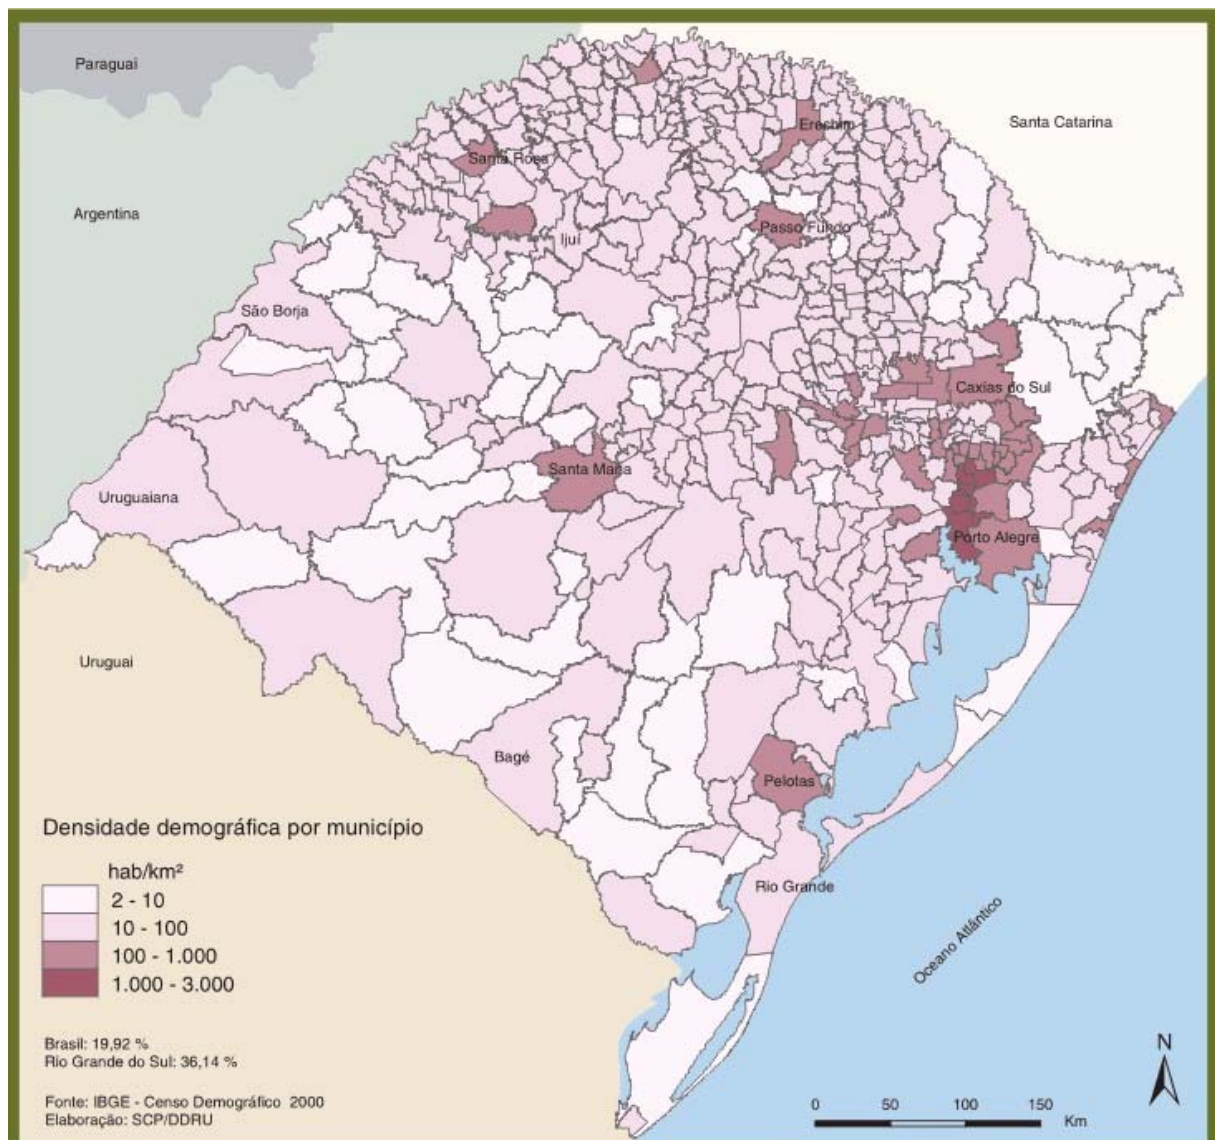 Paraguai
Santa Catarina
Erechim
Santa Rosa
Argentina
Passo Fundo
Ijuí
São Borja
Caxias do Sul
Santa Maria
Uruguaiana
Porto Alegre
Uruguai
Bagé
Pelotas
Densidade demográfica por município
hab/km²
2 - 10
10 - 100
100 - 1.000
1.000 - 3.000
Rio Grande
Oceano Atlântico
Brasil: 19,92 %
Rio Grande do Sul: 36,14 %
Fonte: IBGE - Censo Demográfico 2000
Elaboração: SCP/DDRU
N
0 50 100 150
Km